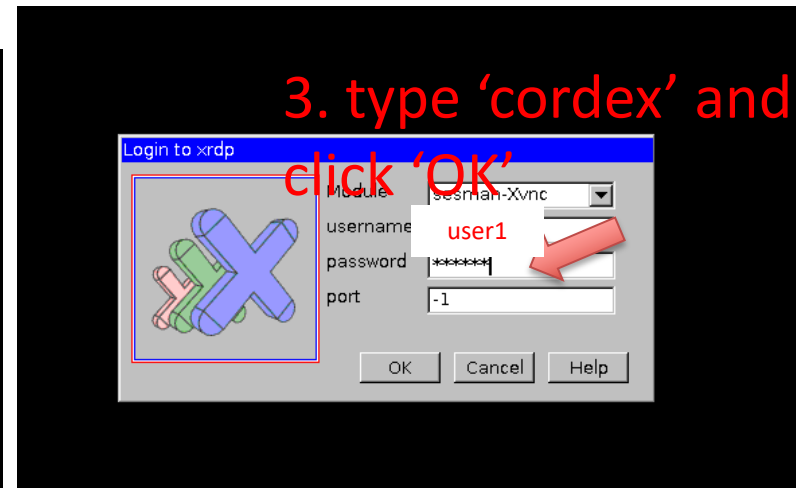 3. type ‘cordex’ and
Login to xrdp
click ‘OK’
Module sesman-Xvnc
username user1
password ******
port -1
OK Cancel Help